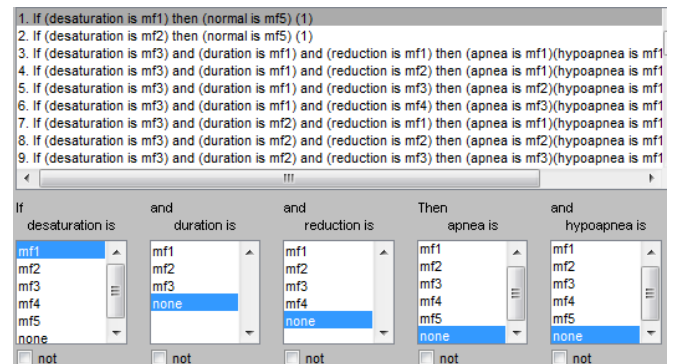 1. If (desaturation is mf1) then (normal is mf5) (1)
2. If (desaturation is mf2) then (normal is mf5) (1)
3. If (desaturation is mf3) and (duration is mf1) and (reduction is mf1) then (apnea is mf1)(hypoapnea is mf1
4. If (desaturation is mf3) and (duration is mf1) and (reduction is mf2) then (apnea is mf1)(hypoapnea is mf1
5. If (desaturation is mf3) and (duration is mf1) and (reduction is mf3) then (apnea is mf2)(hypoapnea is mf1
6. If (desaturation is mf3) and (duration is mf1) and (reduction is mf4) then (apnea is mf3)(hypoapnea is mf1
7. If (desaturation is mf3) and (duration is mf2) and (reduction is mf1) then (apnea is mf1)(hypoapnea is mf1
8. If (desaturation is mf3) and (duration is mf2) and (reduction is mf2) then (apnea is mf2)(hypoapnea is mf1
9. If (desaturation is mf3) and (duration is mf2) and (reduction is mf3) then (apnea is mf3)(hypoapnea is mf1
If and and Then and
desaturation is duration is reduction is apnea is hypoapnea is
mf1 mf1 mf1 mf1 mf1
mf2 mf2 mf2 mf2 mf2
mf3 mf3 mf3 mf3 mf3
mf4 none mf4 mf4 mf4
mf5 none mf5 mf5
none none none
not not not not not